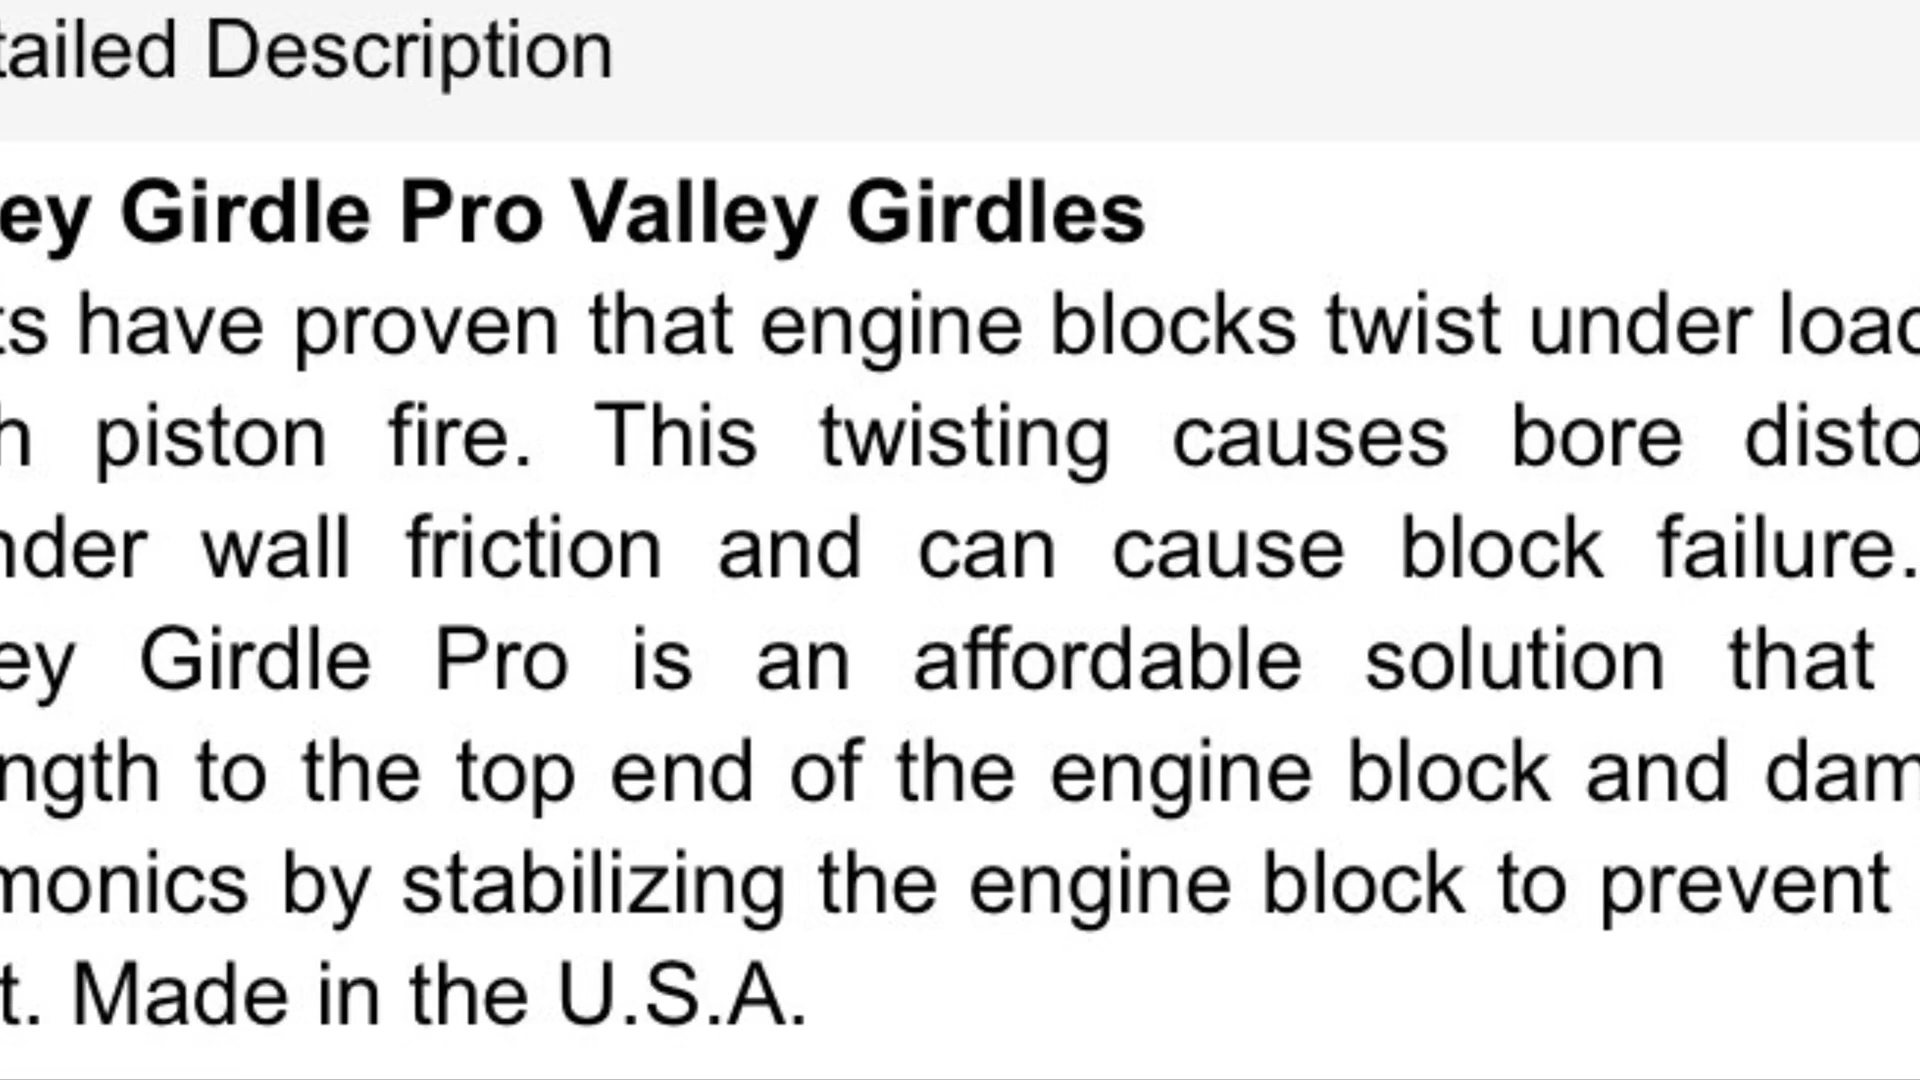 tailed Description
ey Girdle Pro Valley Girdles
ts have proven that engine blocks twist under load
h piston fire. This twisting causes bore disto
nder wall friction and can cause block failure.
ey Girdle Pro is an affordable solution that
ngth to the top end of the engine block and dam
monics by stabilizing the engine block to prevent
t. Made in the U.S.A.